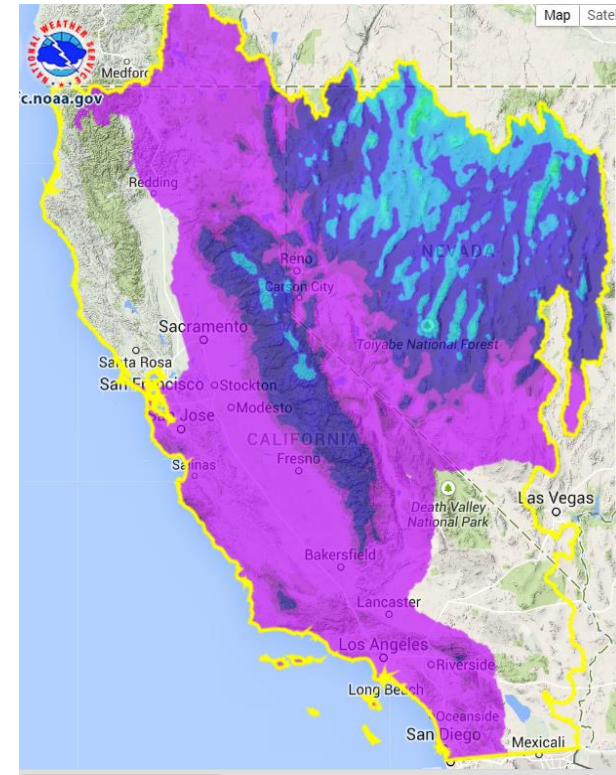 Map Satel
NATIONAL WEATHER SERVICE
Medford
fc.noaa.gov
Redding
NEVADA
Reno
Carson City
Sacramento
Toiyabe National Forest
Santa Rosa
San Francisco
Stockton
Modesto
San Jose
CALIFORNIA
Fresno
Salinas
Las Vegas
Death Valley
National Park
Bakersfield
Lancaster
Los Angeles
Riverside
Long Beach
Oceanside
San Diego
Mexicali